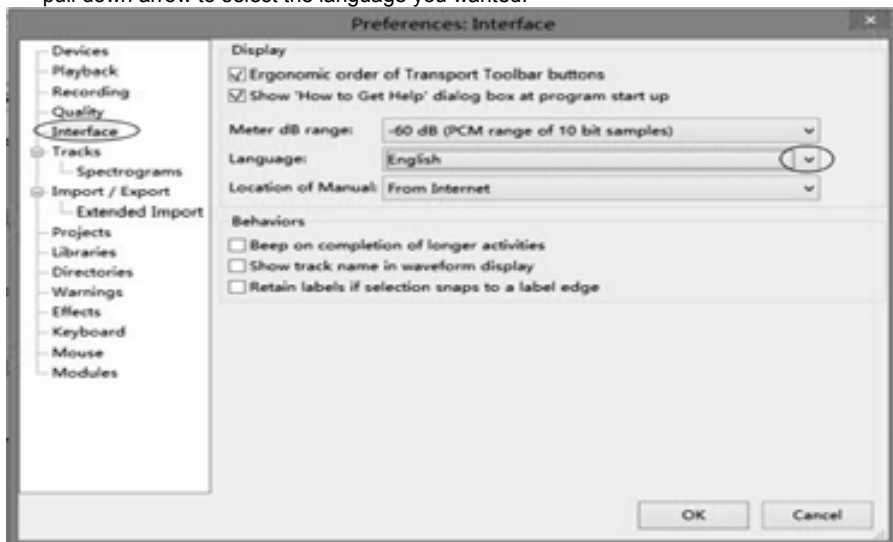 pull down arrow to select the language you wanted.
Preferences: Interface
Devices
Playback
Recording
Quality
Interface
Tracks
Spectrograms
Import / Export
Extended Import
Projects
Libraries
Directories
Warnings
Effects
Keyboard
Mouse
Modules
Display
Ergonomic order of Transport Toolbar buttons
Show 'How to Get Help' dialog box at program start up
Meter dB range: -60 dB (PCM range of 10 bit samples)
Language: English
Location of Manual: From Internet
Behaviors
Beep on completion of longer activities
Show track name in waveform display
Retain labels if selection snaps to a label edge
OK Cancel